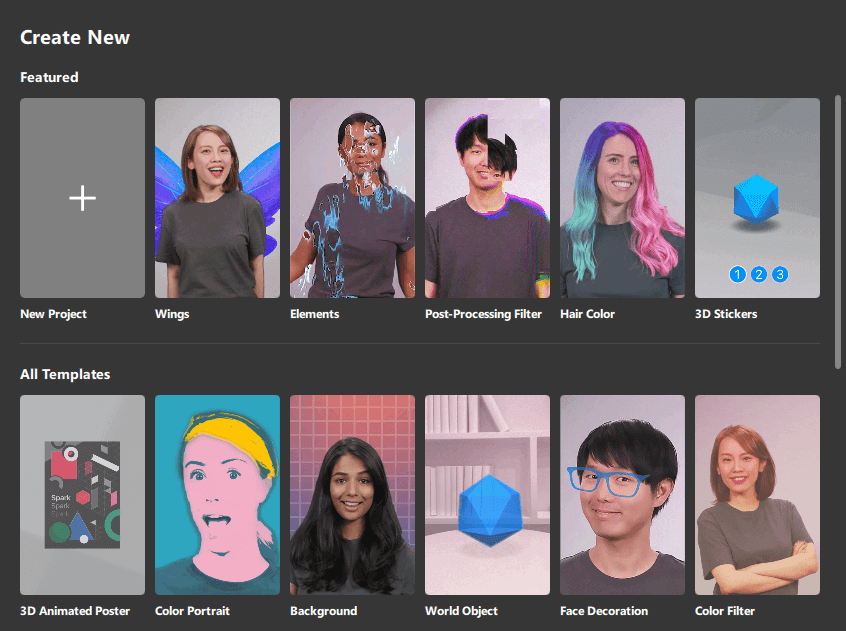 Create New
Featured
New Project
Wings
Elements
Post-Processing Filter
Hair Color
1 2 3
3D Stickers
All Templates
Spark
Spark
Spark
3D Animated Poster
Color Portrait
Background
World Object
Face Decoration
Color Filter